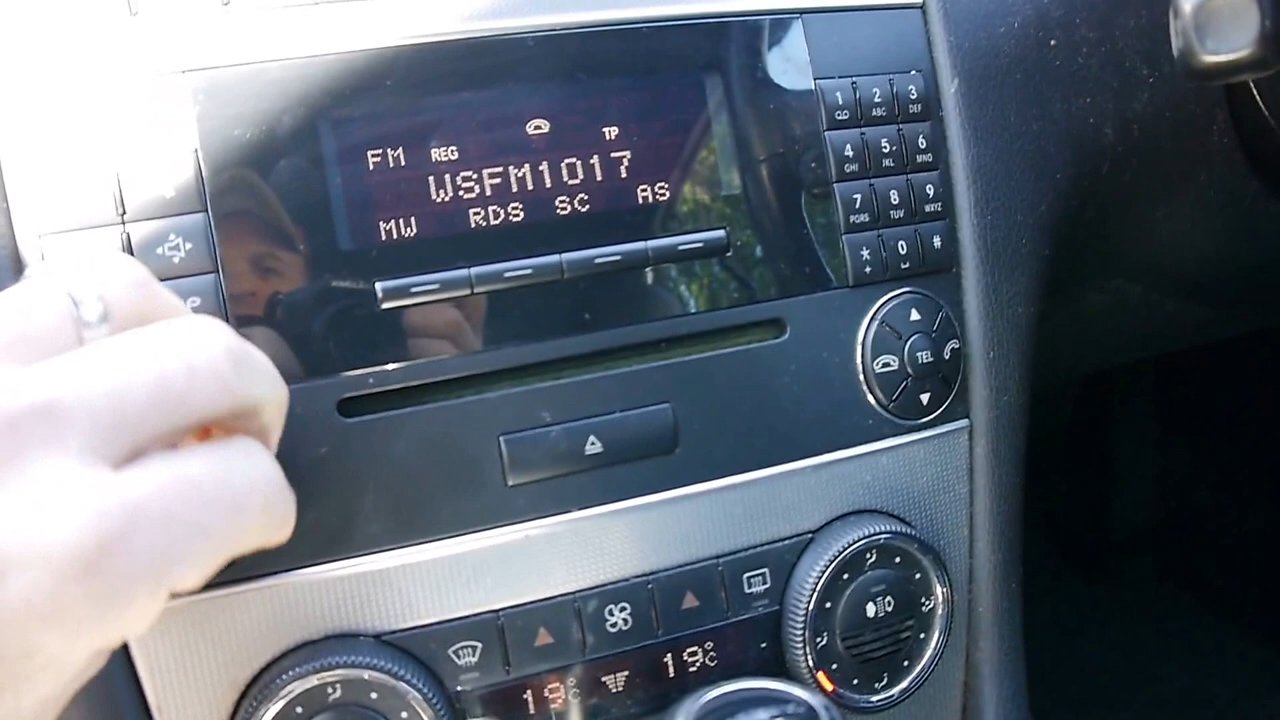 FM REG TP
WSFM1017
MW RDS SC AS
1 2 ABC 3 DEF
4 GHI 5 JKL 6 MNO
7 PQRS 8 TUV 9 WXYZ
* + 0 #
TEL
19°C 19°C